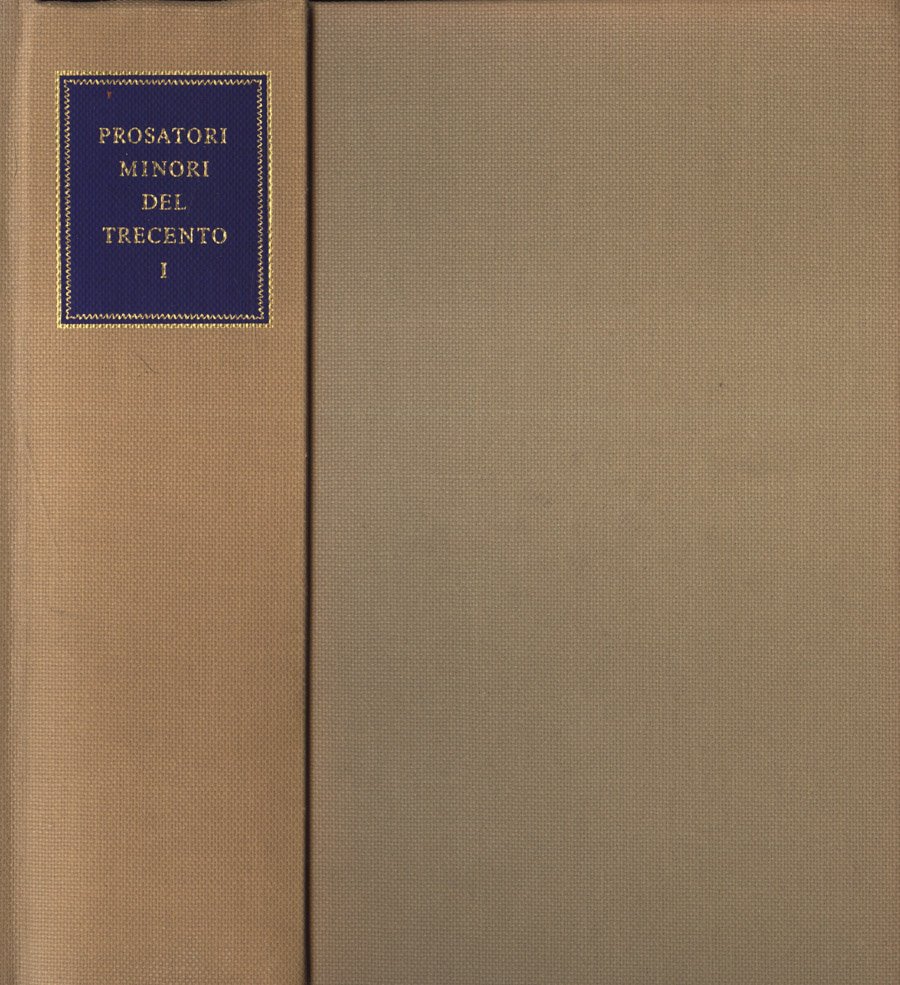 PROSATORI
MINORI
DEL
TRECENTO
I